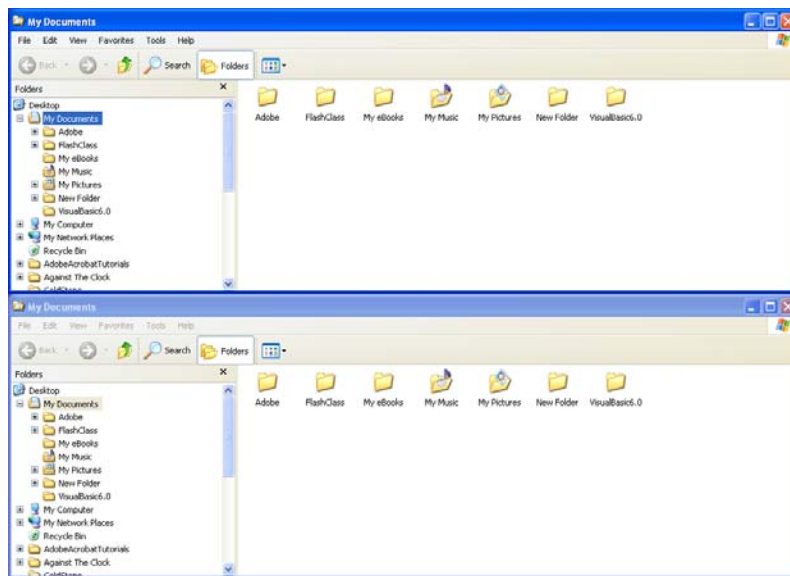 My Documents
File Edit View Favorites Tools Help
Back Search Folders
Folders
Desktop
My Documents
Adobe
FlashClass
My eBooks
My Music
My Pictures
New Folder
VisualBasic6.0
My Computer
My Network Places
Recycle Bin
AdobeAcrobatTutorials
Against The Clock
Adobe FlashClass My eBooks My Music My Pictures New Folder VisualBasic6.0
My Documents
File Edit View Favorites Tools Help
Back Search Folders
Folders
Desktop
My Documents
Adobe
FlashClass
My eBooks
My Music
My Pictures
New Folder
VisualBasic6.0
My Computer
My Network Places
Recycle Bin
AdobeAcrobatTutorials
Against The Clock
Adobe FlashClass My eBooks My Music My Pictures New Folder VisualBasic6.0